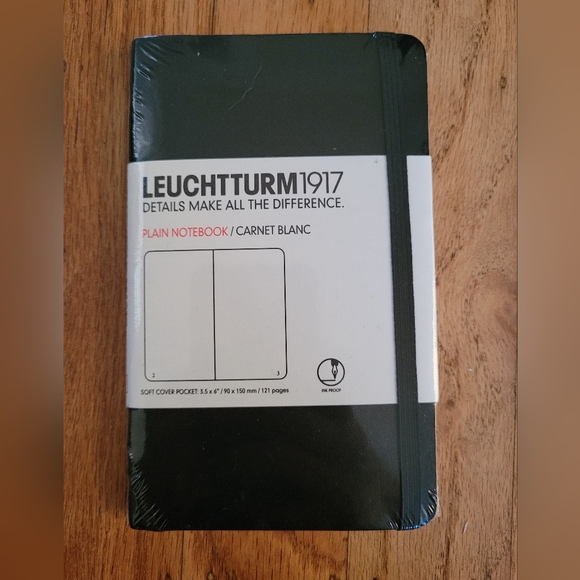 LEUCHTTURM1917
DETAILS MAKE ALL THE DIFFERENCE.
PLAIN NOTEBOOK / CARNET BLANC
2 3
SOFT COVER POCKET: 3.5 x 6" / 90 x 150 mm / 121 pages
INK PROOF